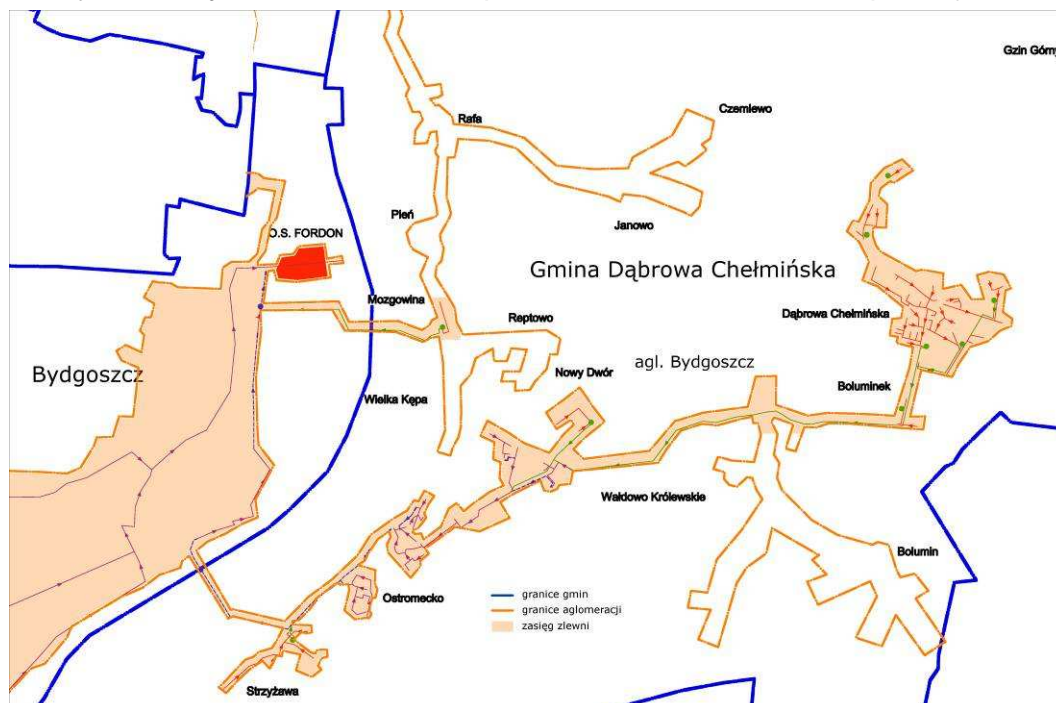 Gzin Górny
Czemlewo
Rafa
Pień
Janowo
O.S. FORDON
Gmina Dąbrowa Chełmińska
Mozgowina
Reptowo
Dąbrowa Chełmińska
Bydgoszcz
Nowy Dwór
agl. Bydgoszcz
Boluminek
Wielka Kępa
Wałdowo Królewskie
Bolumin
Ostromecko
granice gmin
granice aglomeracji
zasięg zlewni
Strzyżawa